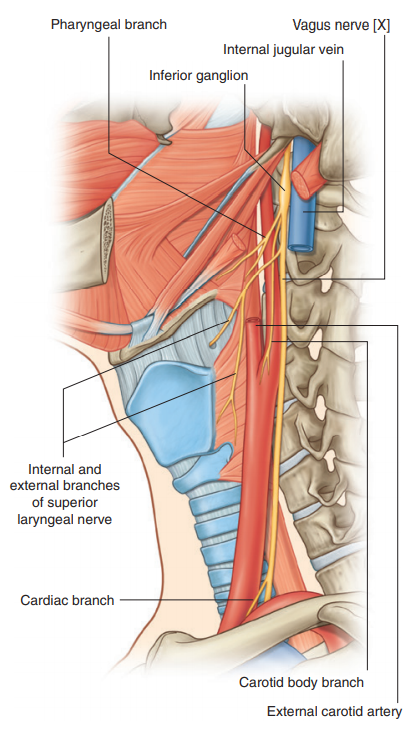 Pharyngeal branch
Vagus nerve [X]
Internal jugular vein
Inferior ganglion
Internal and
external branches
of superior
laryngeal nerve
Cardiac branch
Carotid body branch
External carotid artery